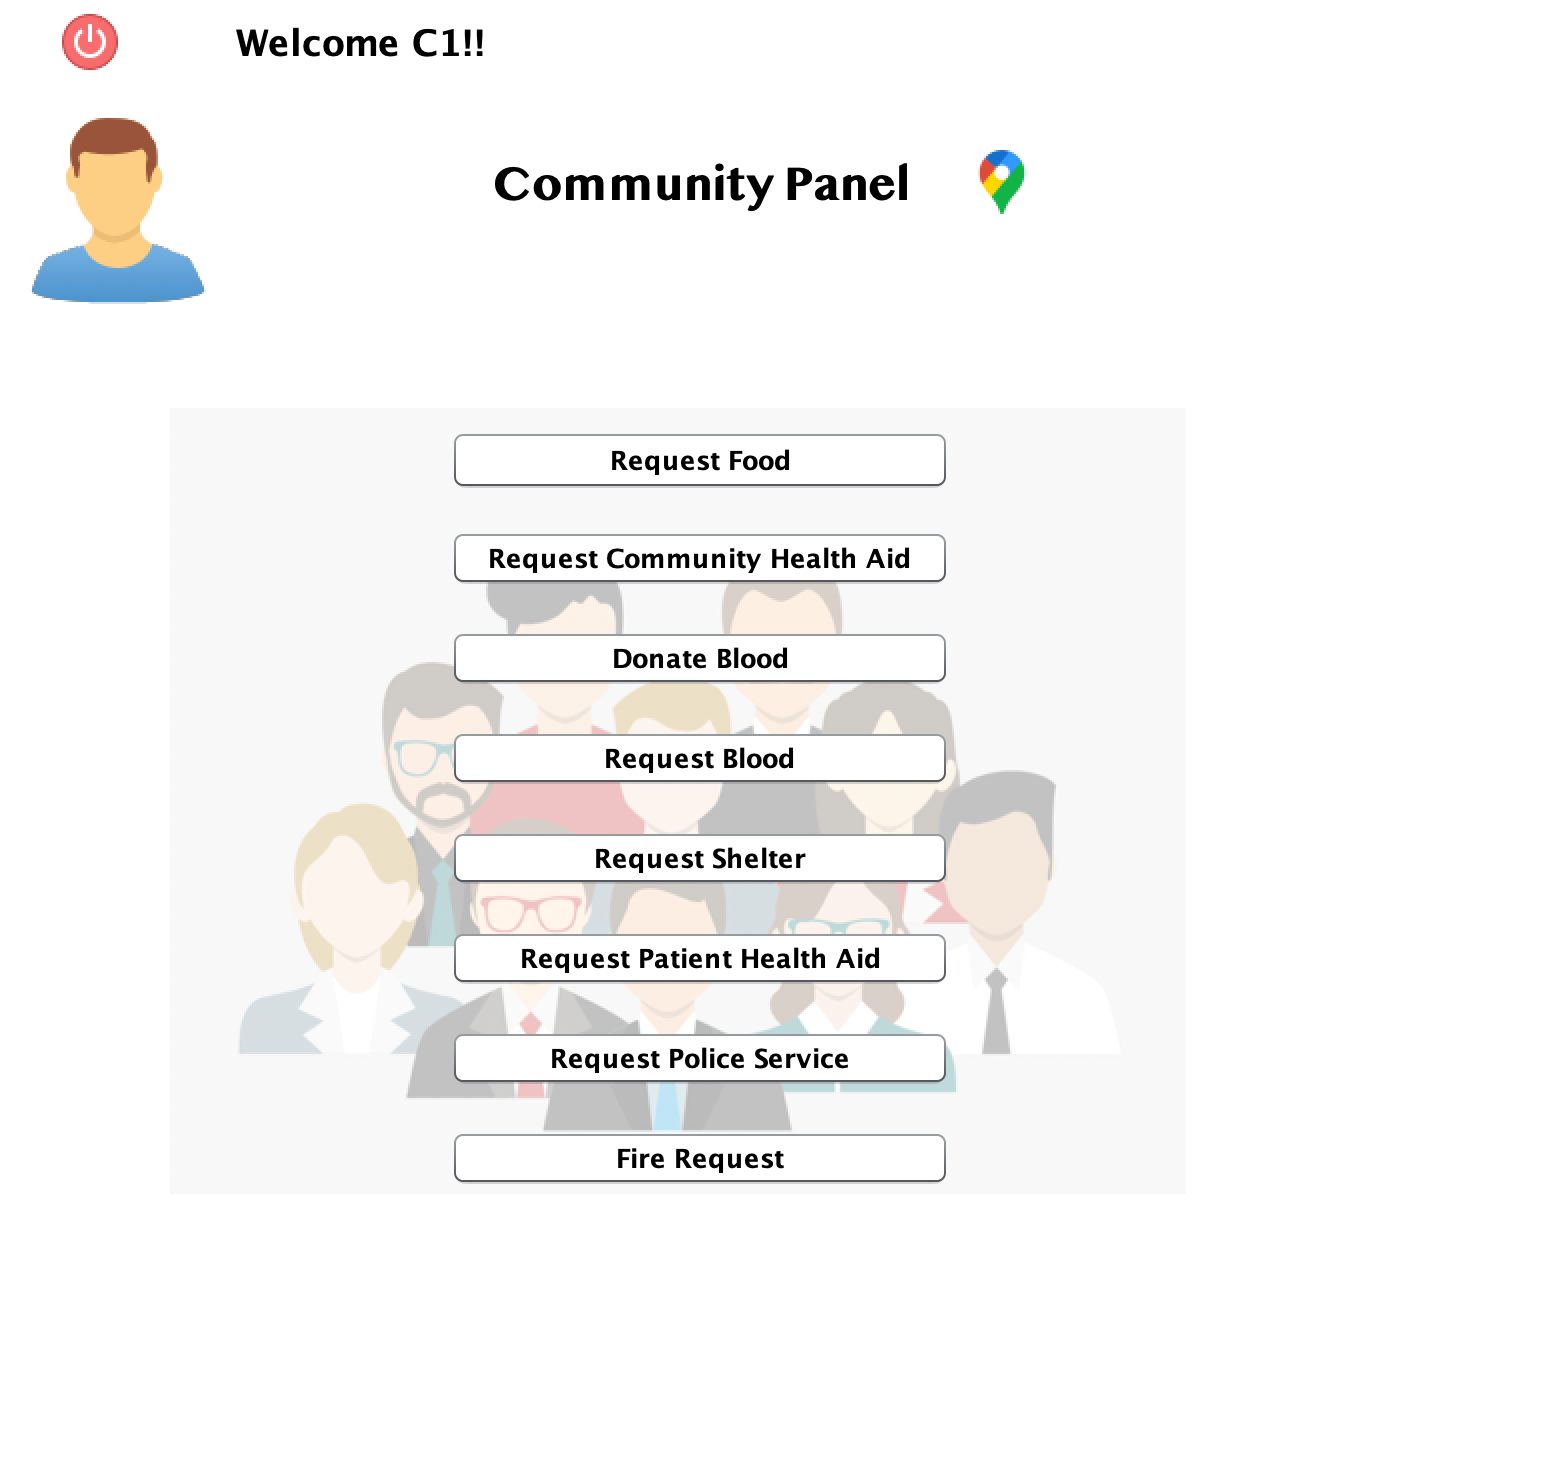 Welcome C1!!
Community Panel
Request Food
Request Community Health Aid
Donate Blood
Request Blood
Request Shelter
Request Patient Health Aid
Request Police Service
Fire Request